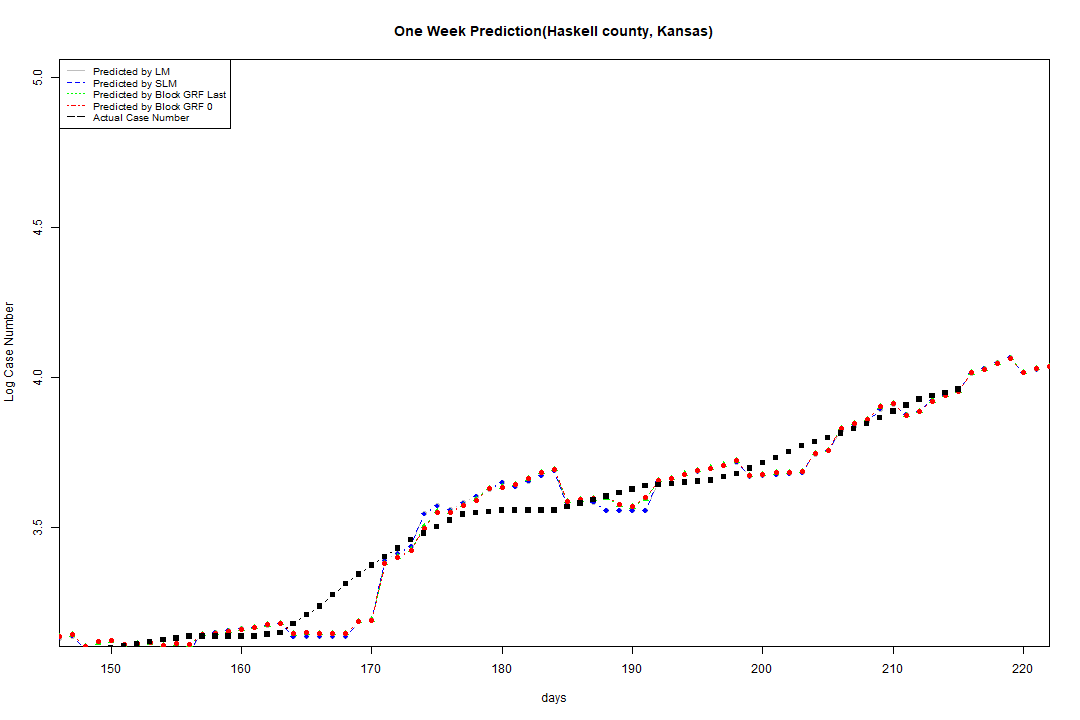 One Week Prediction(Haskell county, Kansas)
Predicted by LM
Predicted by SLM
Predicted by Block GRF Last
Predicted by Block GRF 0
Actual Case Number
5.0
4.5
4.0
3.5
Log Case Number
150 160 170 180 190 200 210 220
days